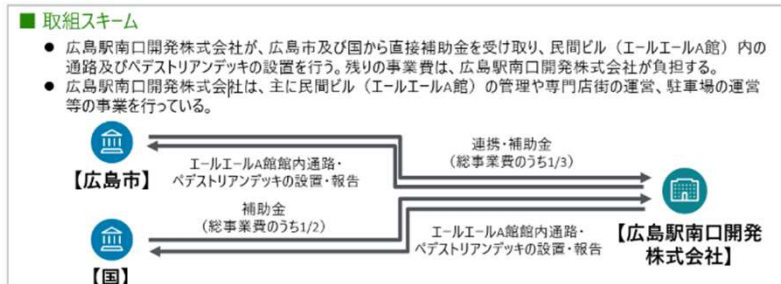 ■ 取組スキーム
● 広島駅南口開発株式会社が、広島市及び国から直接補助金を受け取り、民間ビル（エールエールA館）内の
通路及びペデストリアンデッキの設置を行う。残りの事業費は、広島駅南口開発株式会社が負担する。
● 広島駅南口開発株式会社は、主に民間ビル（エールエールA館）の管理や専門店街の運営、駐車場の運営
等の事業を行っている。
連携・補助金
（総事業費のうち1/3）
エールエールA館館内通路・
ペデストリアンデッキの設置・報告
【広島市】
補助金
（総事業費のうち1/2）
エールエールA館館内通路・
ペデストリアンデッキの設置・報告
【広島駅南口開発
株式会社】
【国】